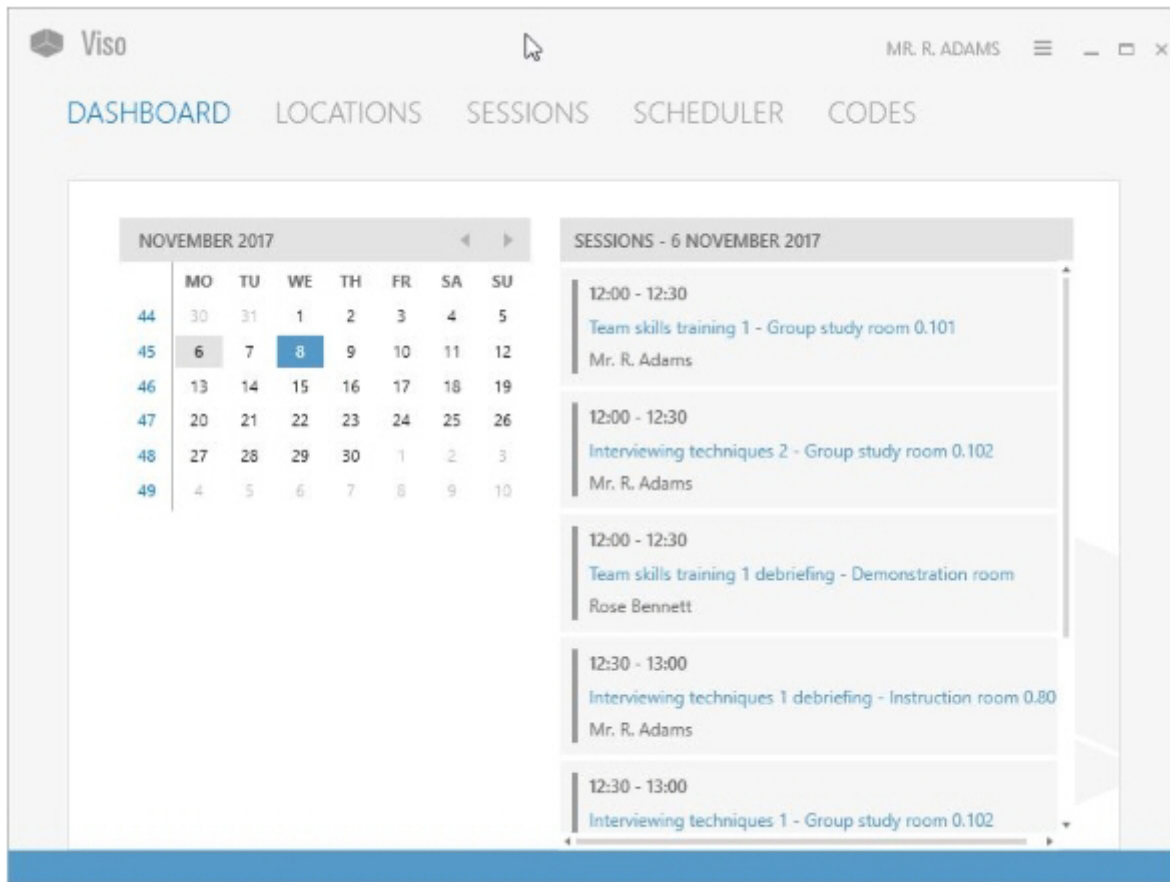 Viso
MR. R. ADAMS
DASHBOARD LOCATIONS SESSIONS SCHEDULER CODES
NOVEMBER 2017
MO TU WE TH FR SA SU
44 30 31 1 2 3 4 5
45 6 7 8 9 10 11 12
46 13 14 15 16 17 18 19
47 20 21 22 23 24 25 26
48 27 28 29 30 1 2 3
49 4 5 6 7 8 9 10
SESSIONS - 6 NOVEMBER 2017
12:00 - 12:30
Team skills training 1 - Group study room 0.101
Mr. R. Adams
12:00 - 12:30
Interviewing techniques 2 - Group study room 0.102
Mr. R. Adams
12:00 - 12:30
Team skills training 1 debriefing - Demonstration room
Rose Bennett
12:30 - 13:00
Interviewing techniques 1 debriefing - Instruction room 0.80
Mr. R. Adams
12:30 - 13:00
Interviewing techniques 1 - Group study room 0.102